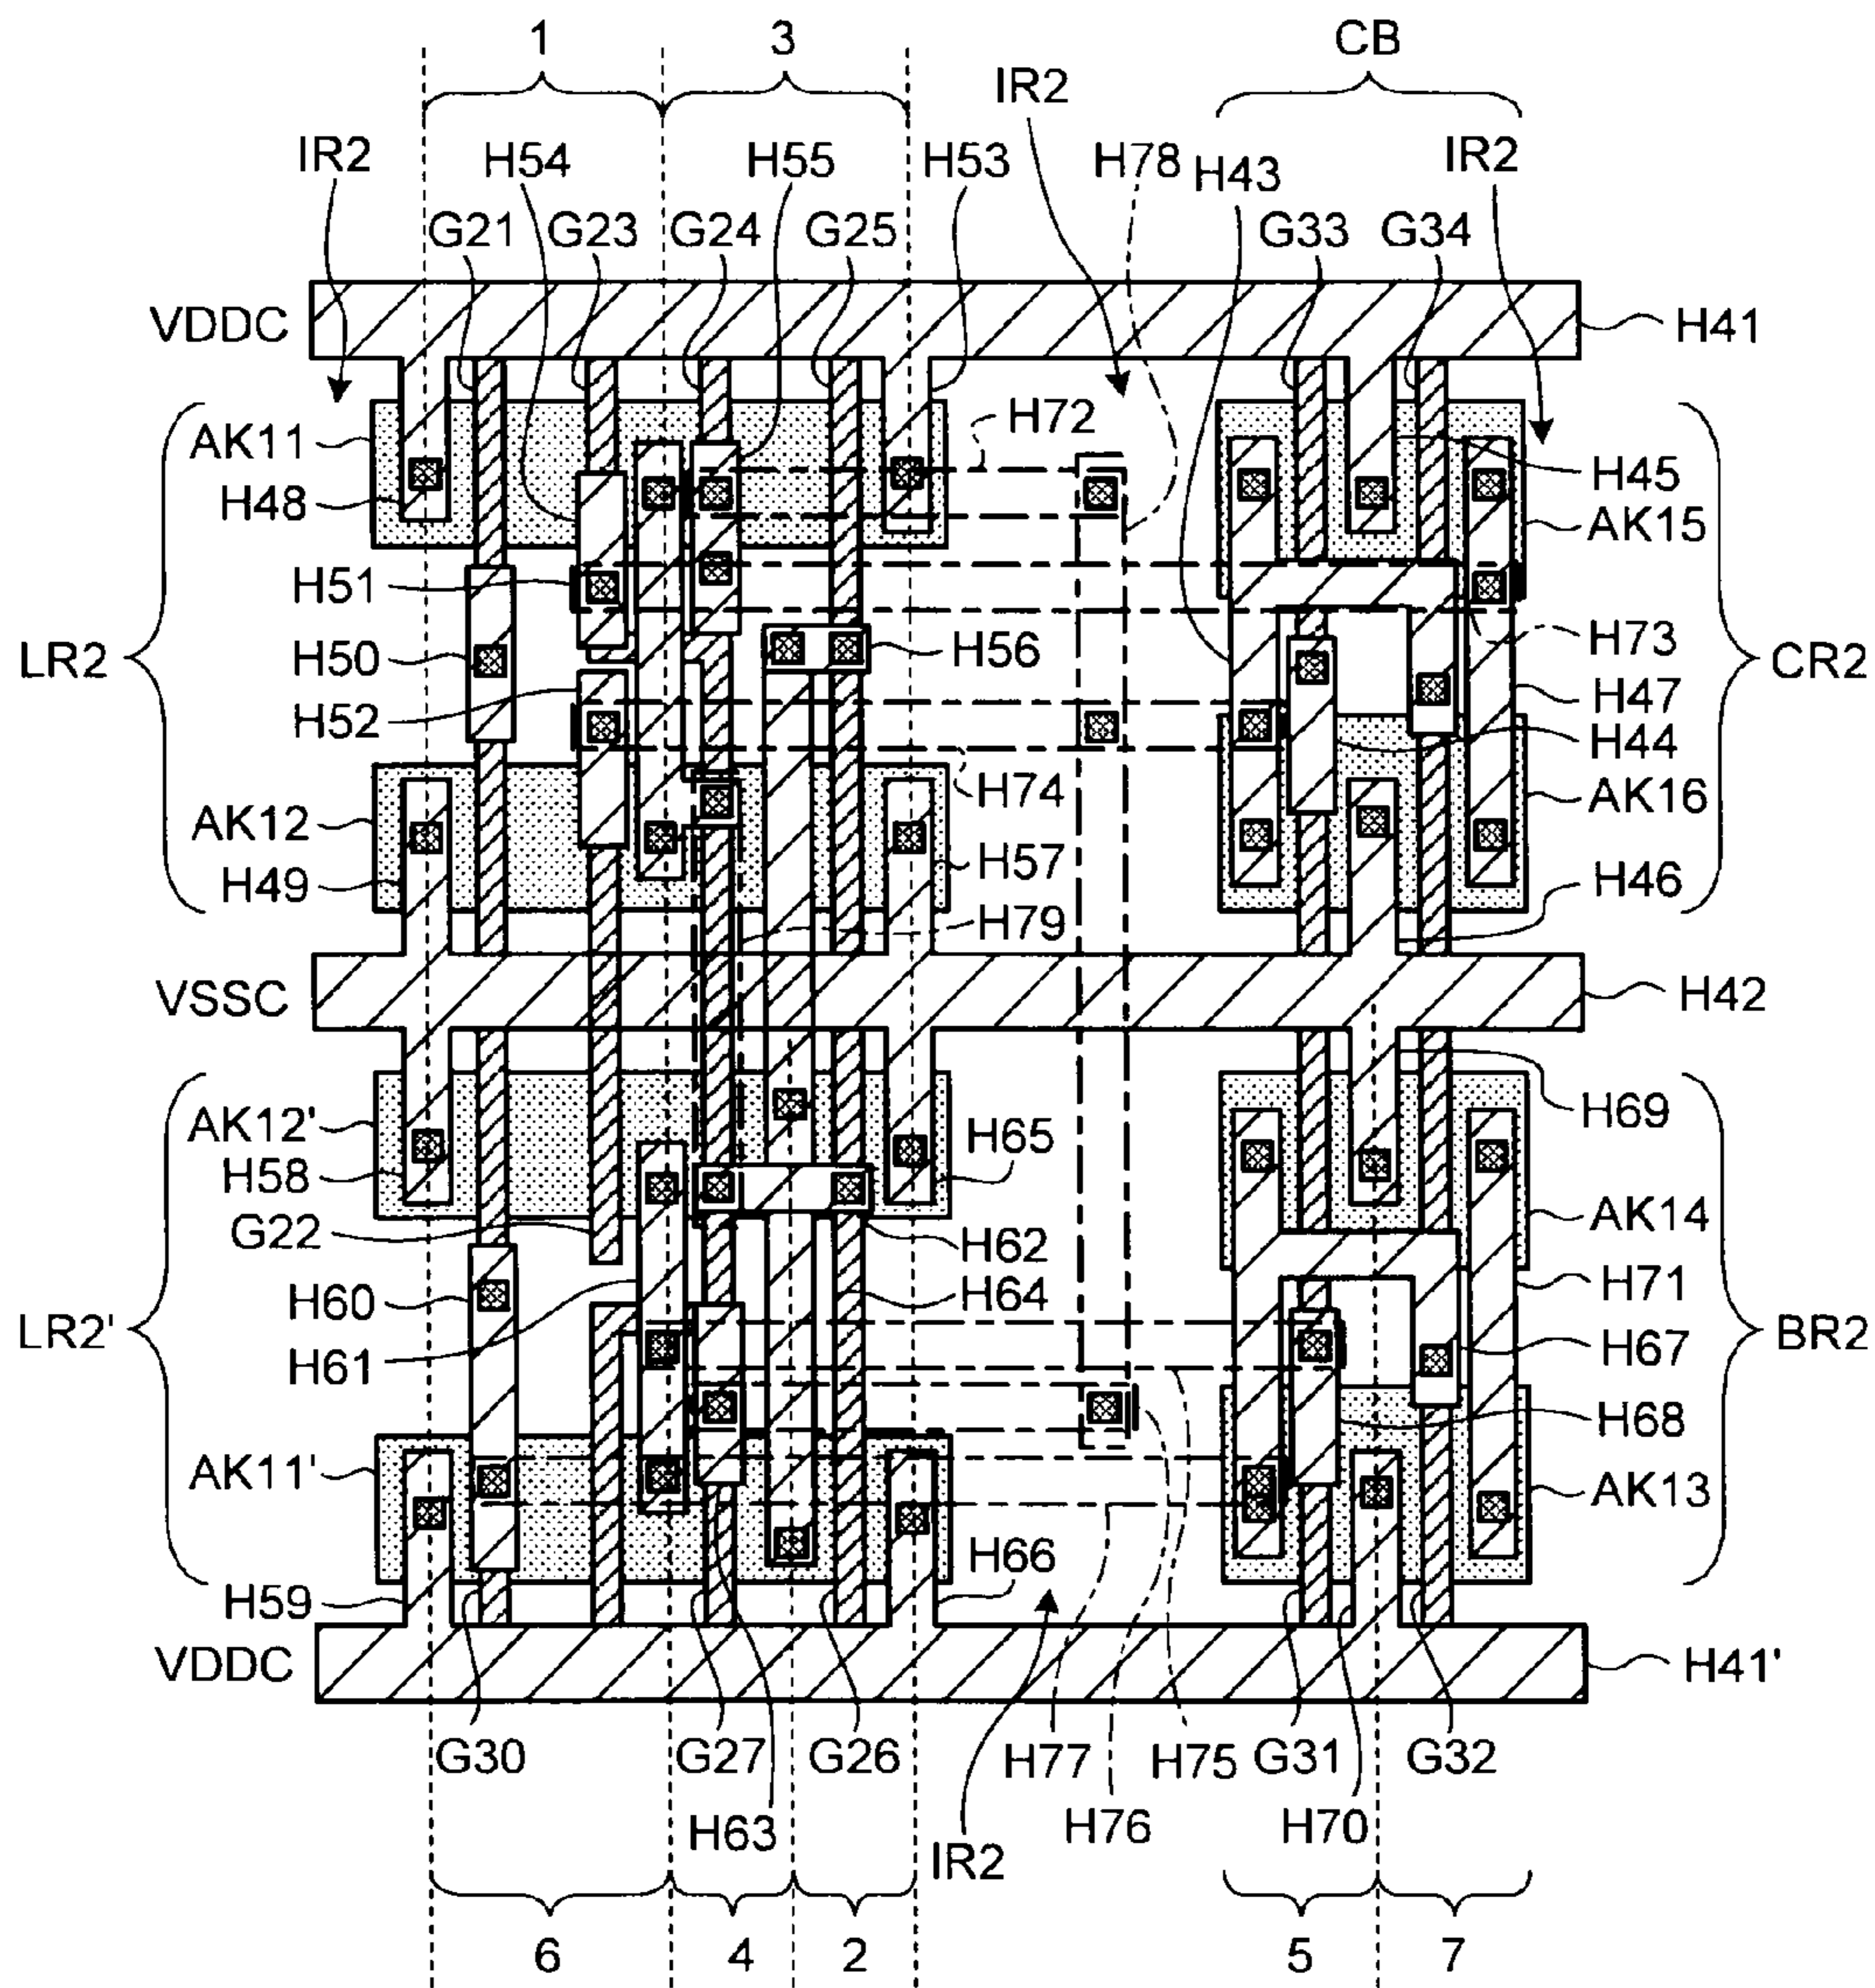 1 3 CB
IR2
IR2 H54 H55 H53 H78 H43 IR2
G21 G23 G24 G25 G33 G34
VDDC H41
H72
AK11 H45
H48 AK15
H51
H73
LR2 H50 H56 CR2
H47
H52 H44
H74
AK12 AK16
H57
H49 H46
H79
VSSC H42
H69
AK12'
H65
H58
AK14
G22 H62
H60 H64 H71
LR2' BR2
H61 H67
H68
AK11' AK13
H66
H59
VDDC H41'
G30 G27 G26 H77 H75 G31 G32
H63 H76 H70
IR2
6 4 2 5 7